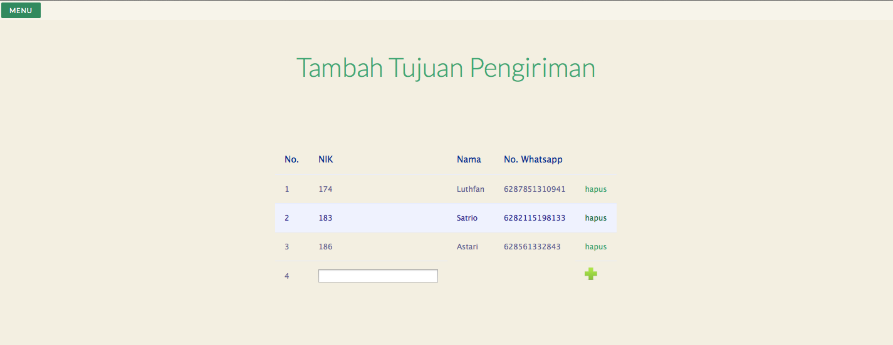 MENU
Tambah Tujuan Pengiriman
No. NIK Nama No. Whatsapp
1 174 Luthfan 6287851310941 hapus
2 183 Satrio 6282115198133 hapus
3 186 Astari 628561332843 hapus
4